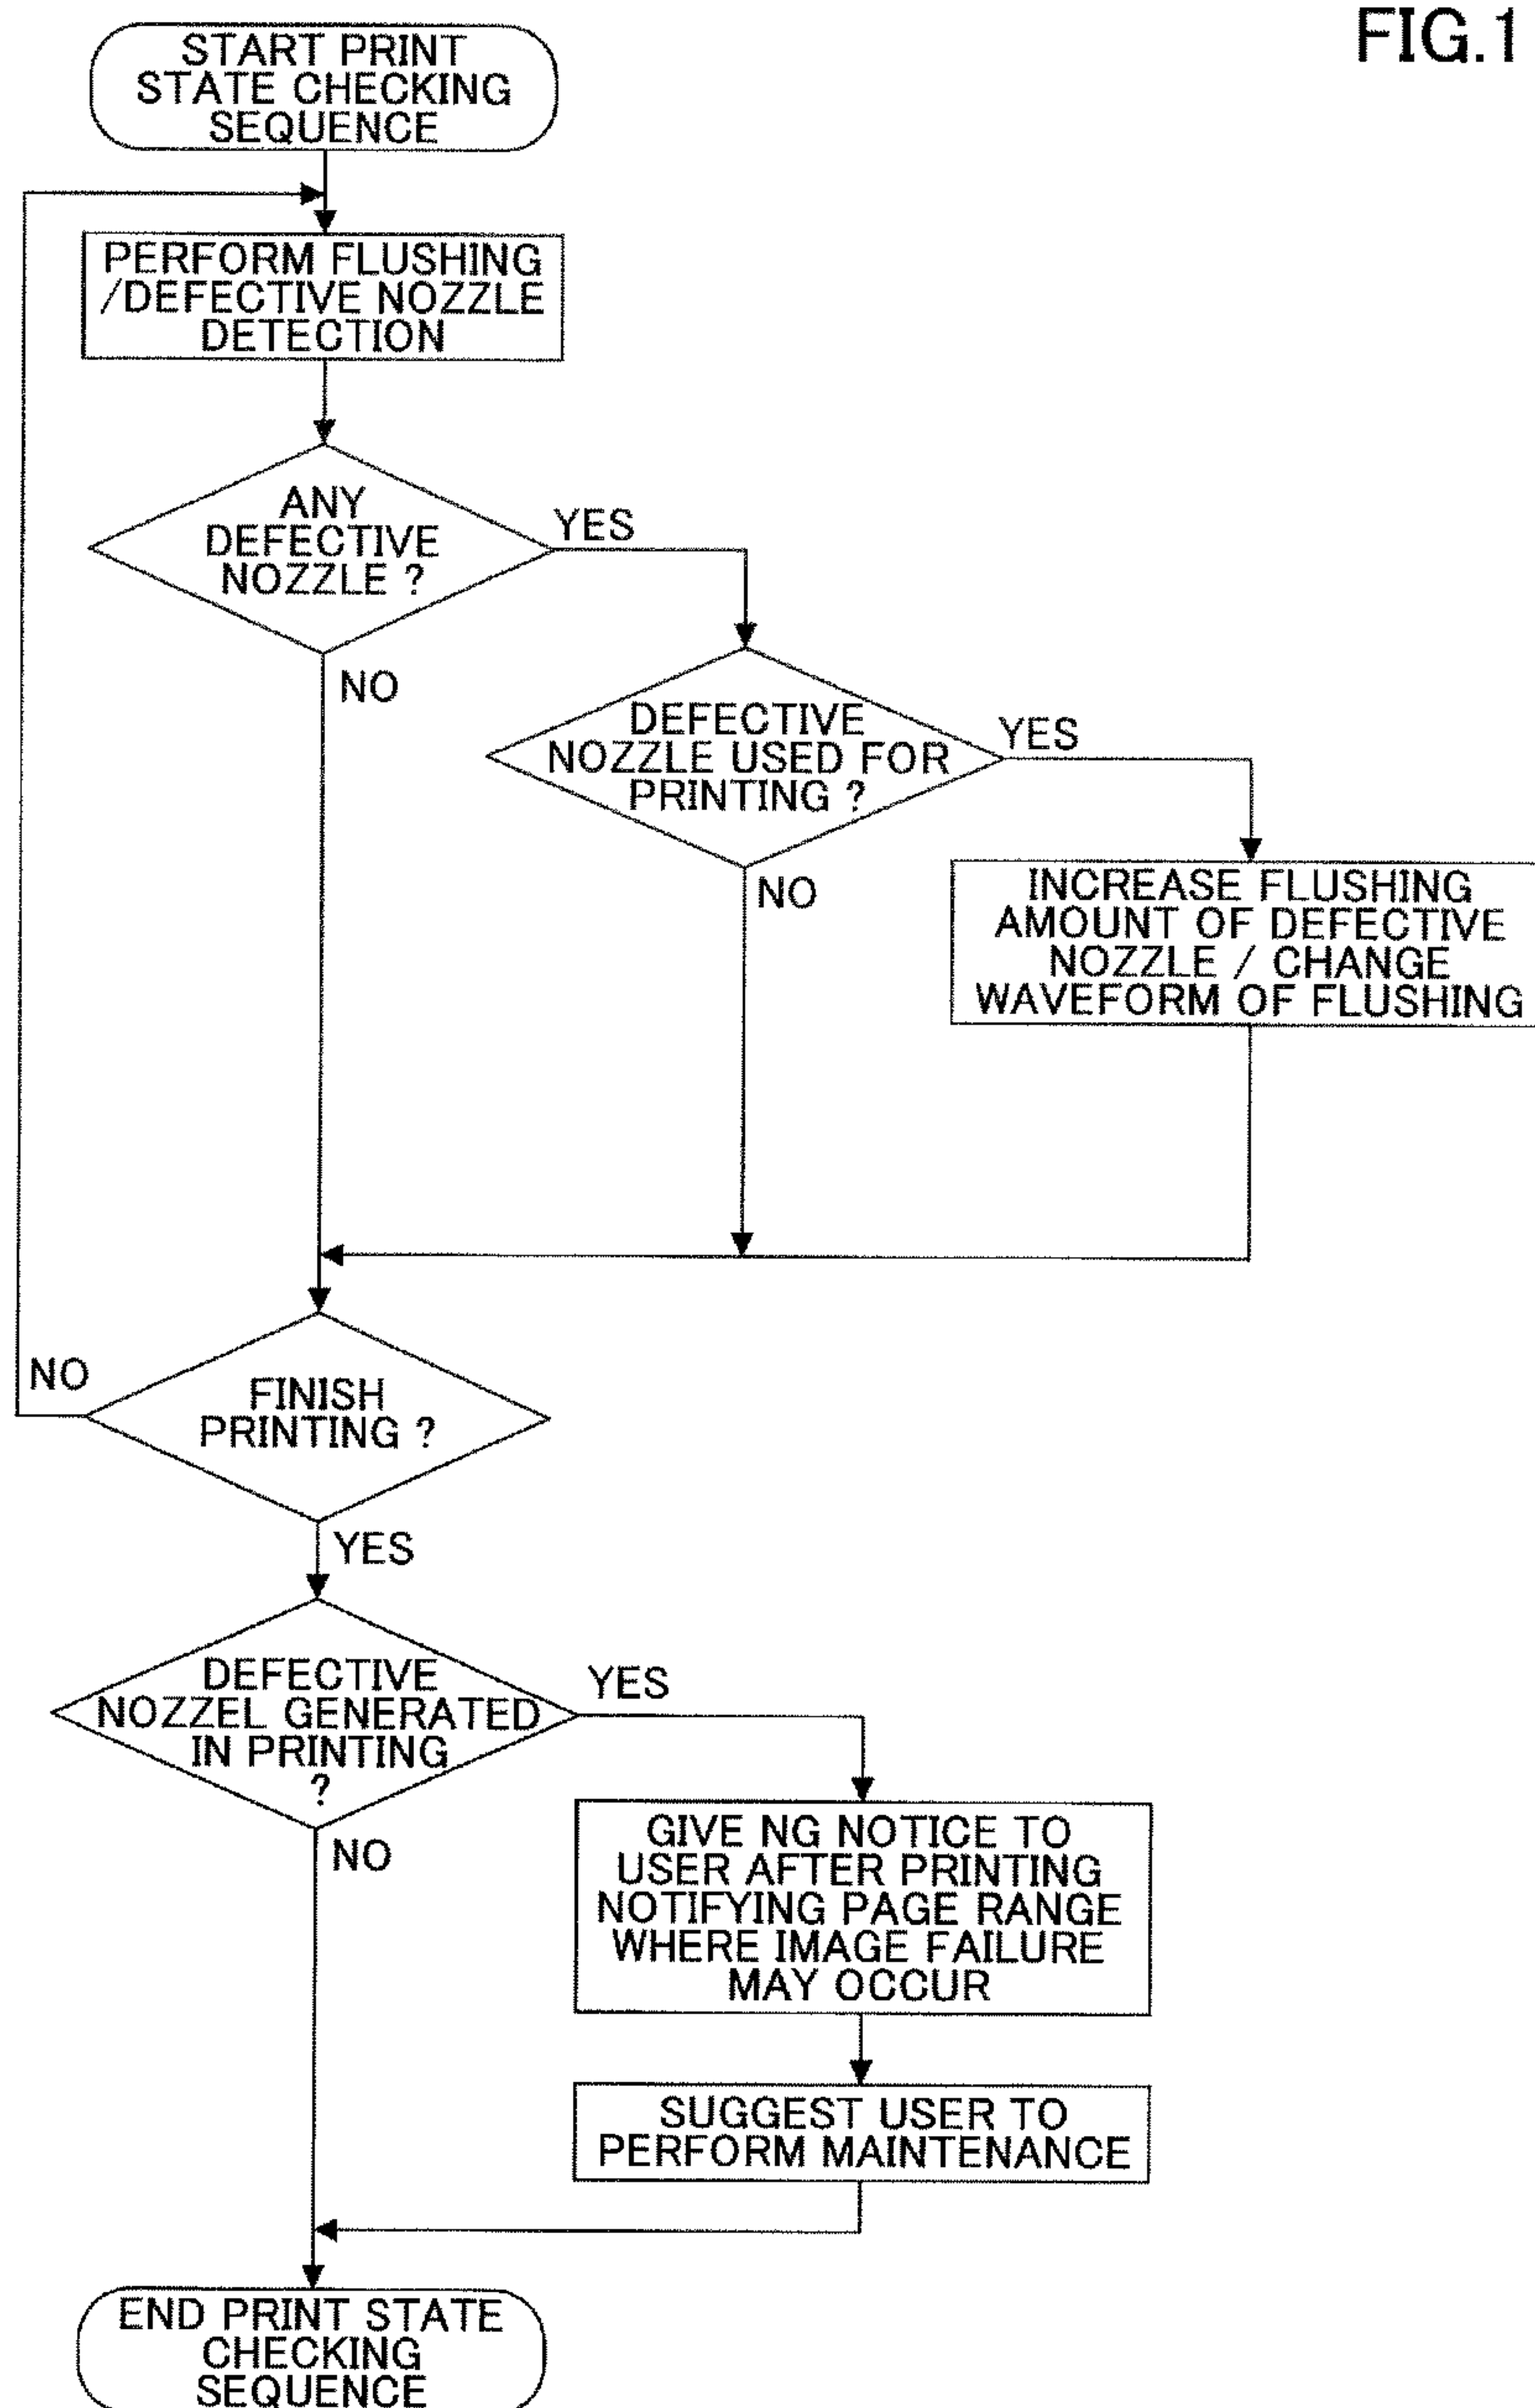 FIG.1
START PRINT
STATE CHECKING
SEQUENCE
PERFORM FLUSHING
/DEFECTIVE NOZZLE
DETECTION
ANY
DEFECTIVE
NOZZLE ?
YES
NO
DEFECTIVE
NOZZLE USED FOR
PRINTING ?
YES
NO
INCREASE FLUSHING
AMOUNT OF DEFECTIVE
NOZZLE / CHANGE
WAVEFORM OF FLUSHING
FINISH
PRINTING ?
NO
YES
DEFECTIVE
NOZZEL GENERATED
IN PRINTING
?
YES
NO
GIVE NG NOTICE TO
USER AFTER PRINTING
NOTIFYING PAGE RANGE
WHERE IMAGE FAILURE
MAY OCCUR
SUGGEST USER TO
PERFORM MAINTENANCE
END PRINT STATE
CHECKING
SEQUENCE